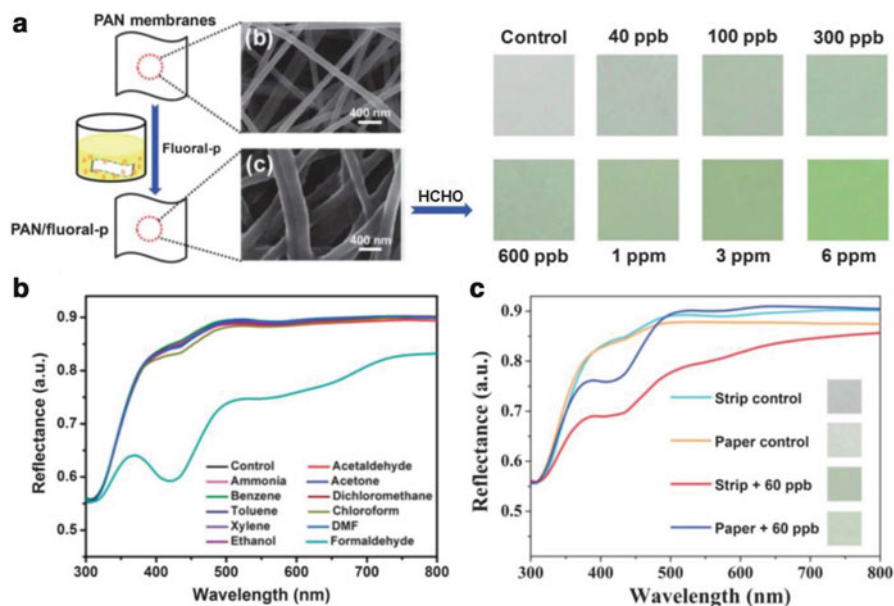 a
PAN membranes
(b)
400 nm
Fluoral-p
(c)
400 nm
PAN/fluoral-p
HCHO
Control 40 ppb 100 ppb 300 ppb
600 ppb 1 ppm 3 ppm 6 ppm
b
Reflectance (a.u.)
0.9
0.8
0.7
0.6
0.5
Control Acetaldehyde
Ammonia Acetone
Benzene Dichloromethane
Toluene Chloroform
Xylene DMF
Ethanol Formaldehyde
300 400 500 600 700 800
Wavelength (nm)
c
Reflectance (a.u.)
0.9
0.8
0.7
0.6
0.5
Strip control
Paper control
Strip + 60 ppb
Paper + 60 ppb
300 400 500 600 700 800
Wavelength (nm)